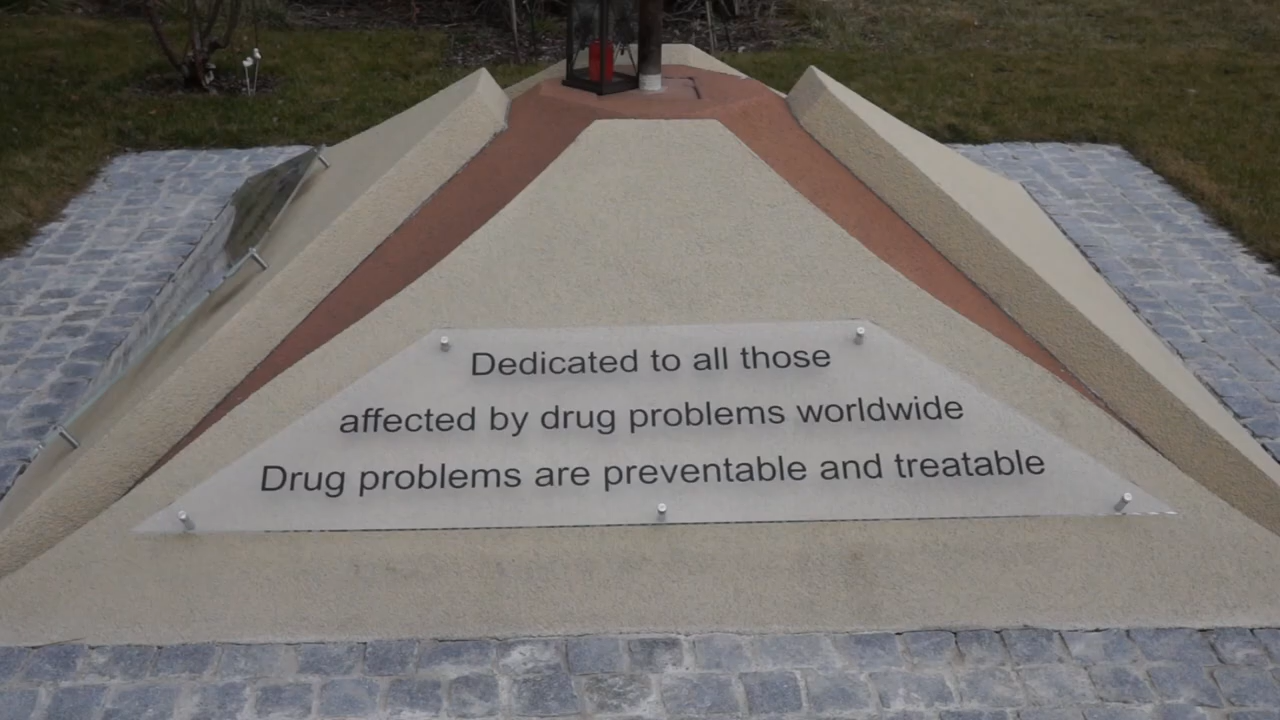 Dedicated to all those
affected by drug problems worldwide
Drug problems are preventable and treatable